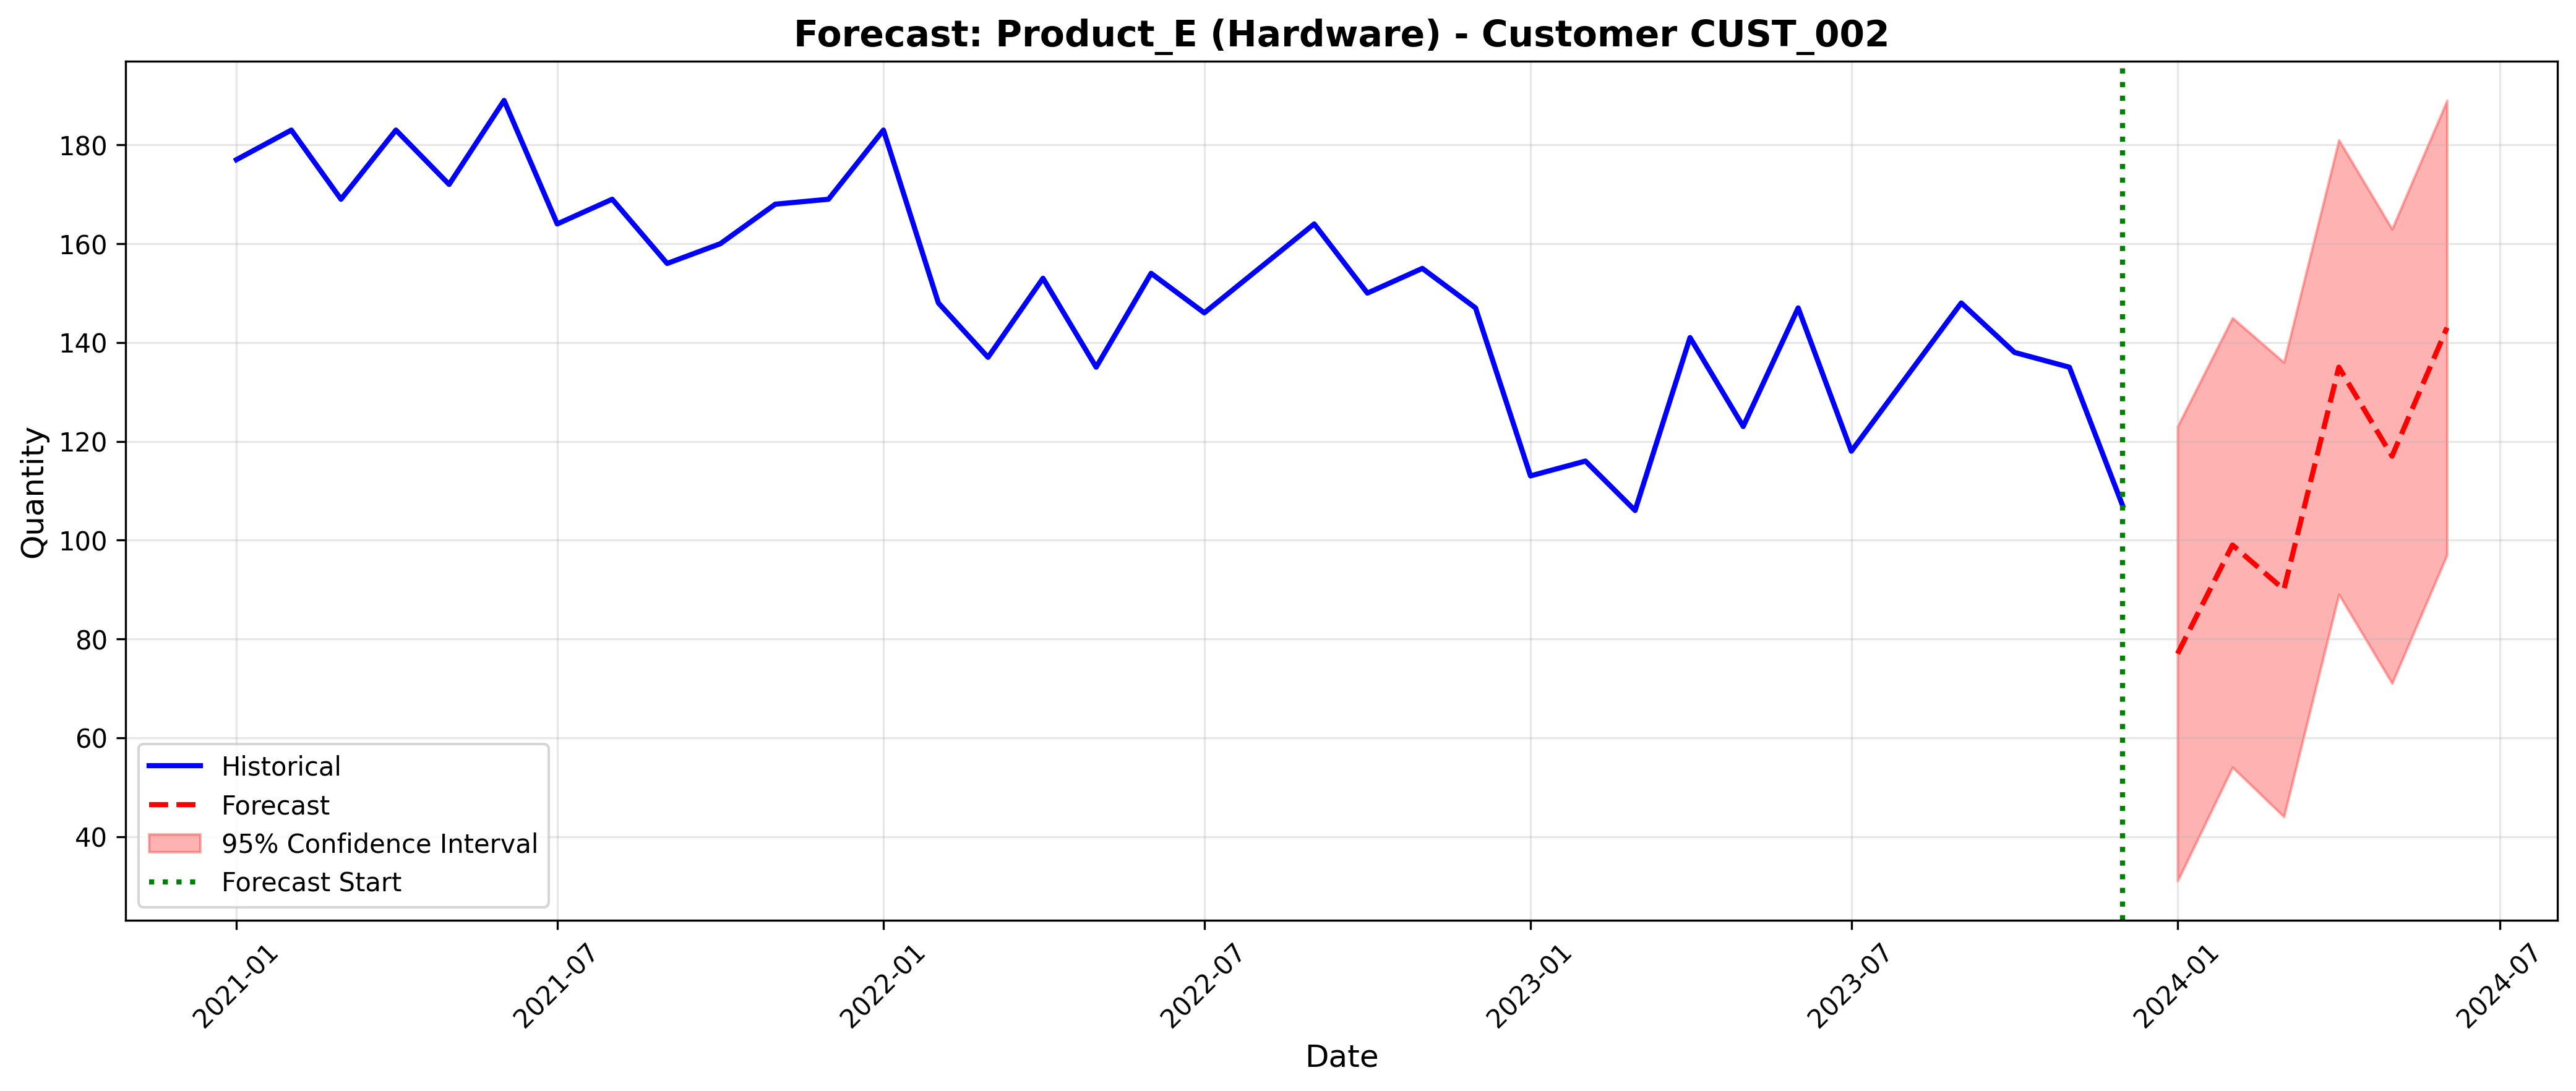 Forecast: Product_E (Hardware) - Customer CUST_002
Quantity
180
160
140
120
100
80
60
40
Historical
Forecast
95% Confidence Interval
Forecast Start
2021-01
2021-07
2022-01
2022-07
2023-01
2023-07
2024-01
2024-07
Date